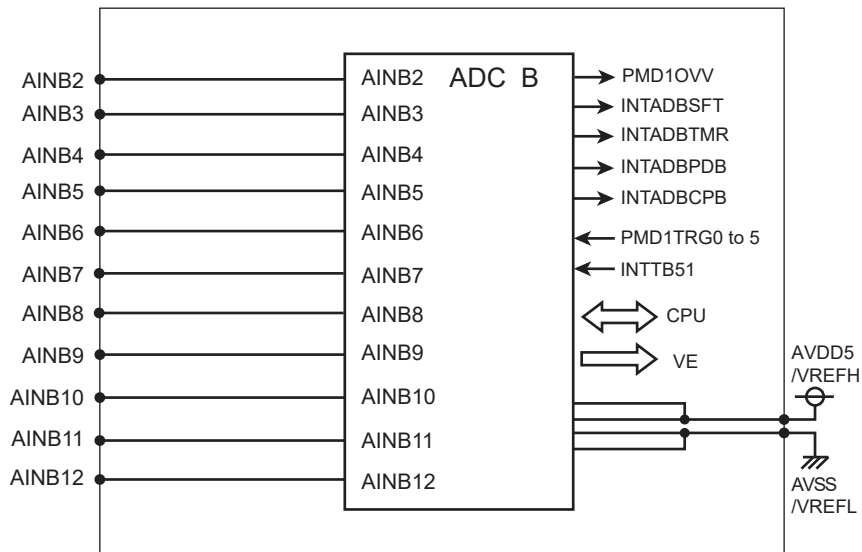 AINB2
AINB3
AINB4
AINB5
AINB6
AINB7
AINB8
AINB9
AINB10
AINB11
AINB12
ADC B
AINB2
AINB3
AINB4
AINB5
AINB6
AINB7
AINB8
AINB9
AINB10
AINB11
AINB12
PMD1OVV
INTADBSFT
INTADBTMR
INTADBPDB
INTADBCPB
PMD1TRG0 to 5
INTTB51
CPU
VE
AVDD5
/VREFH
AVSS
/VREFL